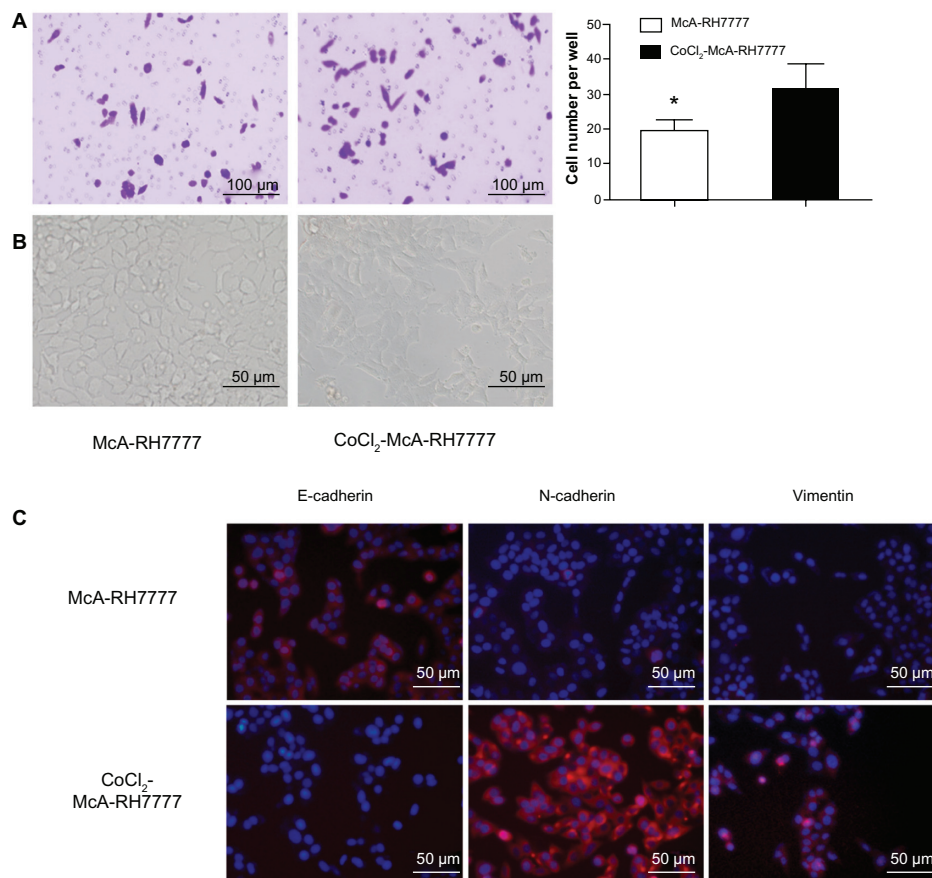 A
100 µm
100 µm
Cell number per well
50
40
30
20
10
0
*
McA-RH7777
CoCl₂-McA-RH7777
B
50 µm
50 µm
McA-RH7777
CoCl₂-McA-RH7777
C
E-cadherin
N-cadherin
Vimentin
McA-RH7777
50 µm
50 µm
50 µm
CoCl₂-
McA-RH7777
50 µm
50 µm
50 µm